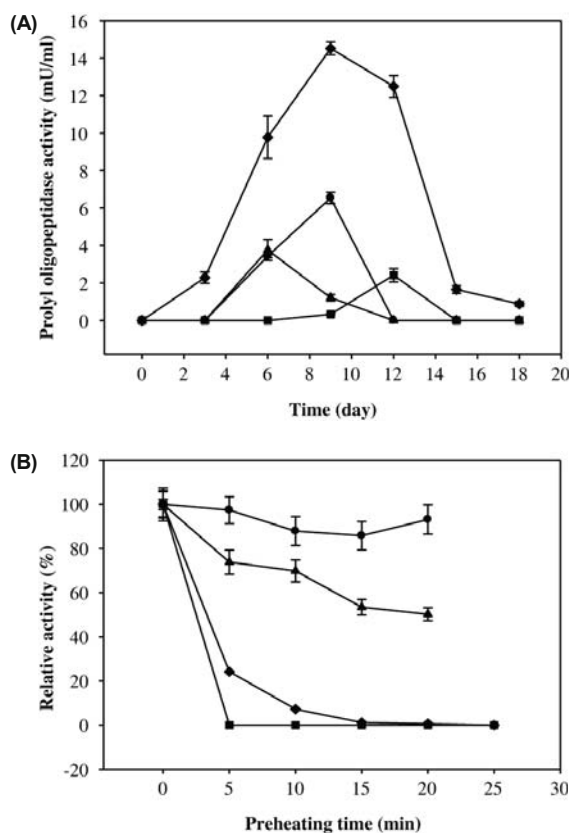 (A)
Prolyl oligopeptidase activity (mU/ml)
16
14
12
10
8
6
4
2
0
0 2 4 6 8 10 12 14 16 18 20
Time (day)
(B)
Relative activity (%)
120
100
80
60
40
20
0
-20
0 5 10 15 20 25 30
Preheating time (min)